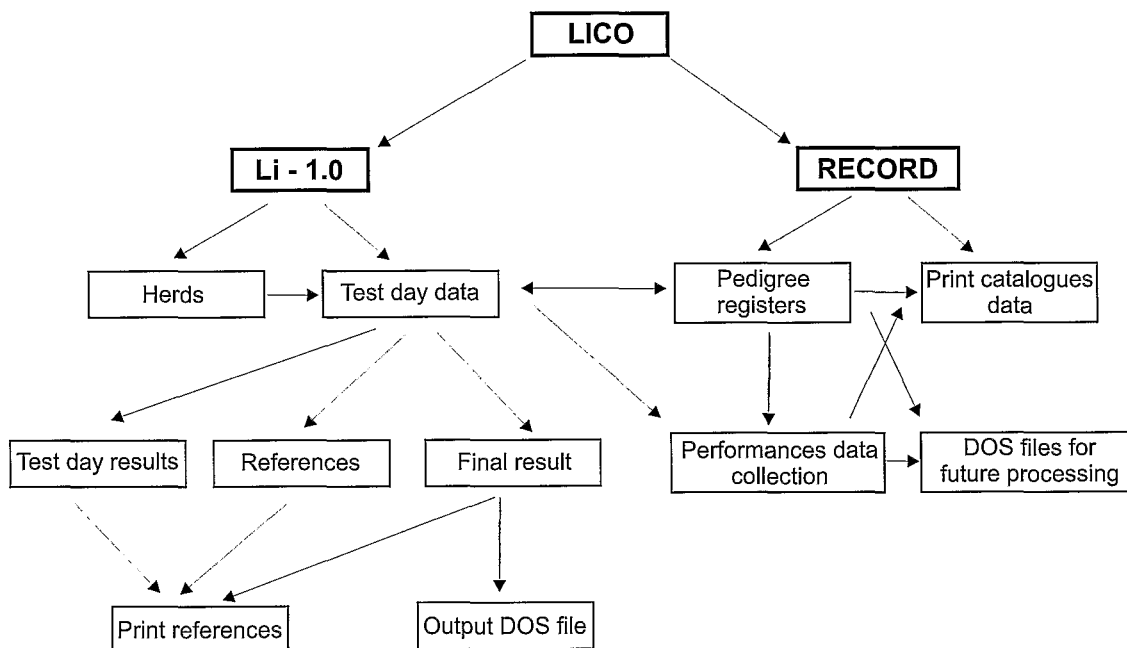 LICO
Li - 1.0
RECORD
Herds
Test day data
Pedigree
registers
Print catalogues
data
Test day results
References
Final result
Performances data
collection
DOS files for
future processing
Print references
Output DOS file